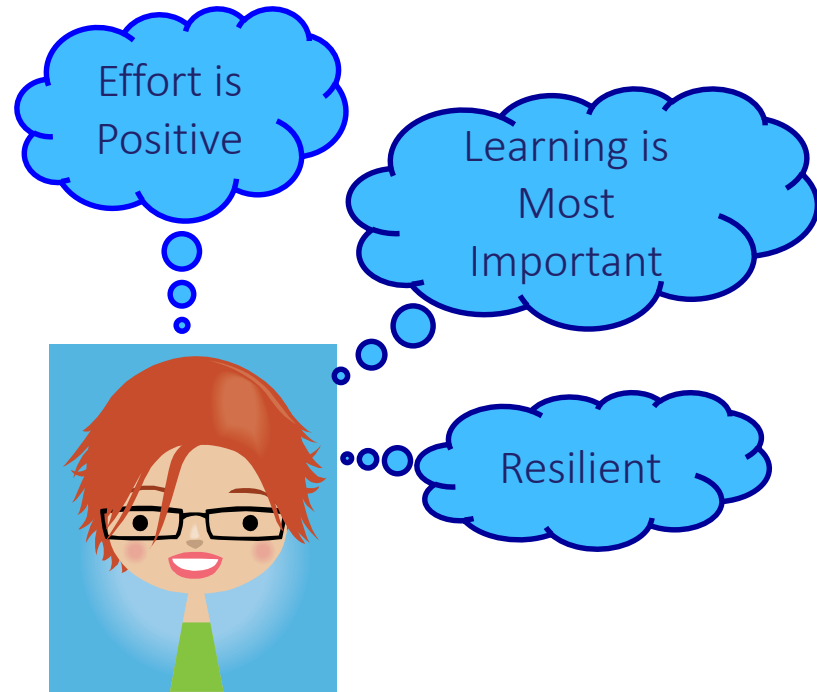 Effort is
Positive
Learning is
Most
Important
Resilient